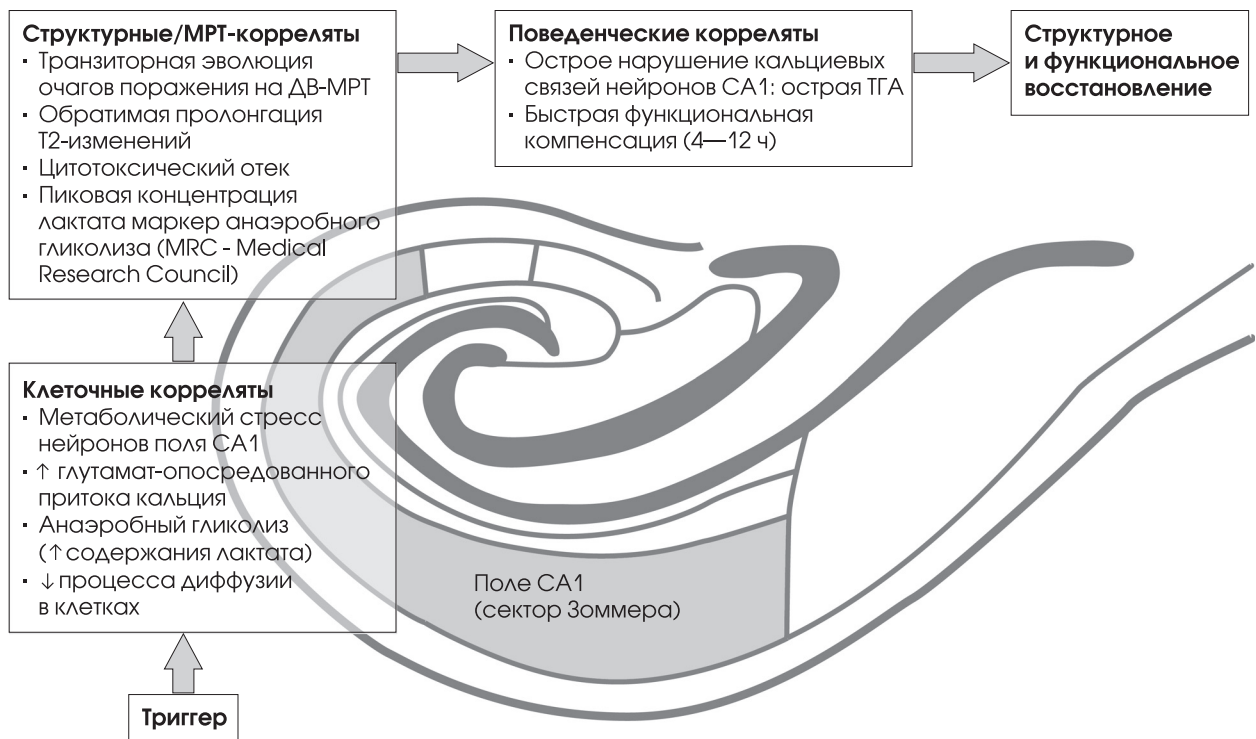 Структурные/МРТ-корреляты
▪ Транзиторная эволюция
очагов поражения на ДВ-МРТ
▪ Обратимая пролонгация
Т2-изменений
▪ Цитотоксический отек
▪ Пиковая концентрация
лактата маркер анаэробного
гликолиза (MRC - Medical
Research Council)
Поведенческие корреляты
▪ Острое нарушение кальциевых
связей нейронов СА1: острая ТГА
▪ Быстрая функциональная
компенсация (4—12 ч)
Структурное
и функциональное
восстановление
Клеточные корреляты
▪ Метаболический стресс
нейронов поля СА1
▪ ↑ глутамат-опосредованного
притока кальция
▪ Анаэробный гликолиз
(↑ содержания лактата)
▪ ↓ процесса диффузии
в клетках
Поле СА1
(сектор Зоммера)
Триггер